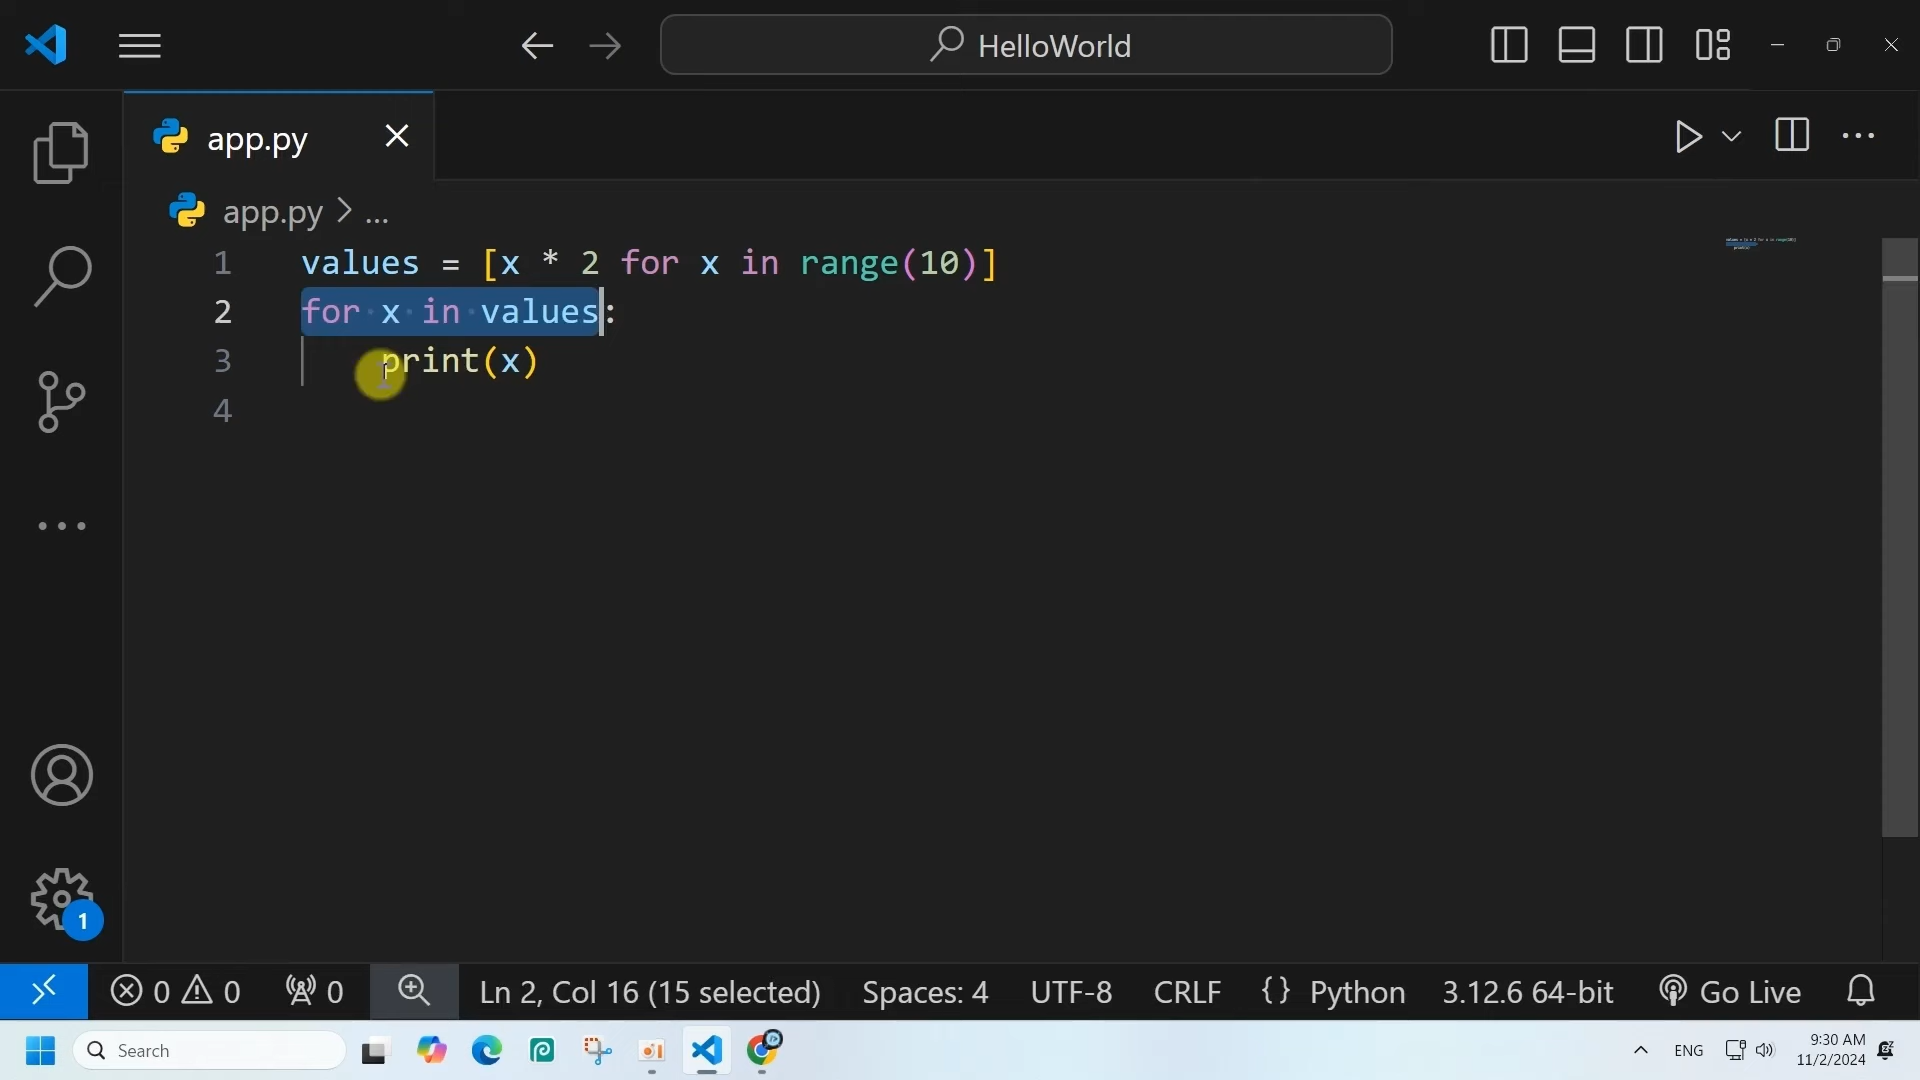 HelloWorld
app.py
app.py > ...
1 values = [x * 2 for x in range(10)]
2 for x in values:
3     print(x)
4
1
0 0 0 Ln 2, Col 16 (15 selected) Spaces: 4 UTF-8 CRLF {} Python 3.12.6 64-bit Go Live
Search
ENG
9:30 AM
11/2/2024